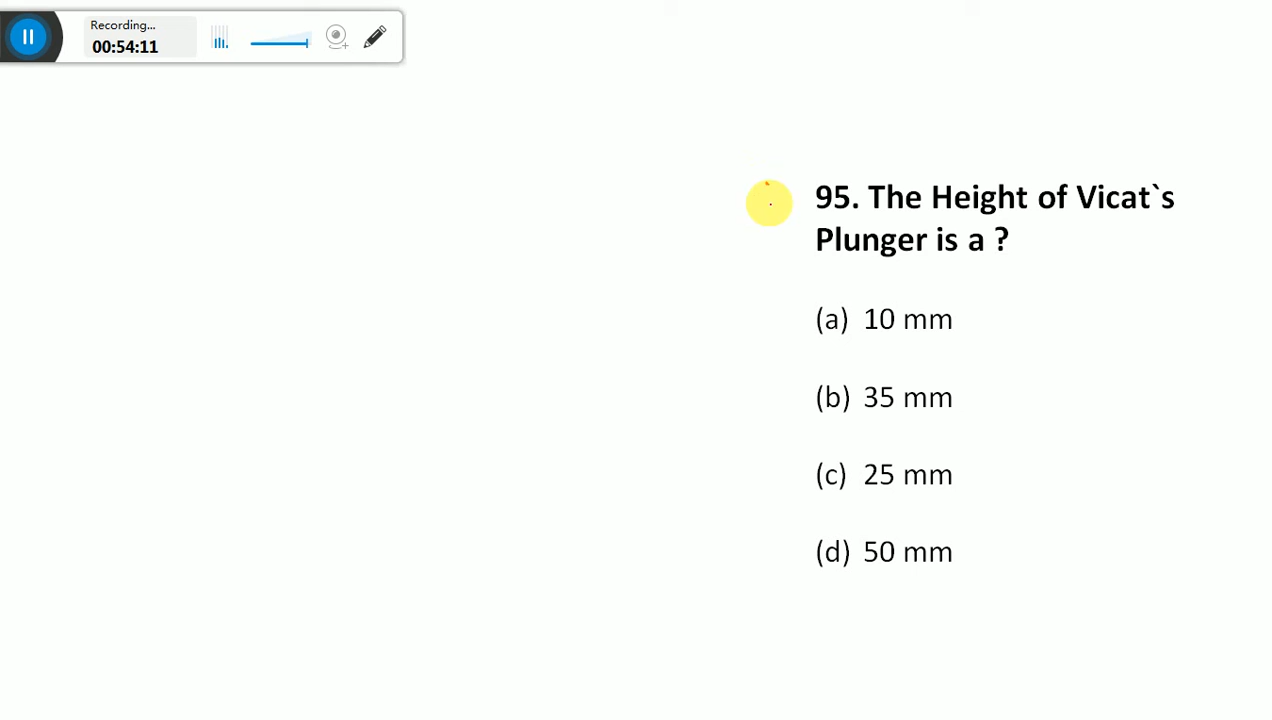 Recording...
00:54:11
95. The Height of Vicat`s
Plunger is a ?
(a) 10 mm
(b) 35 mm
(c) 25 mm
(d) 50 mm